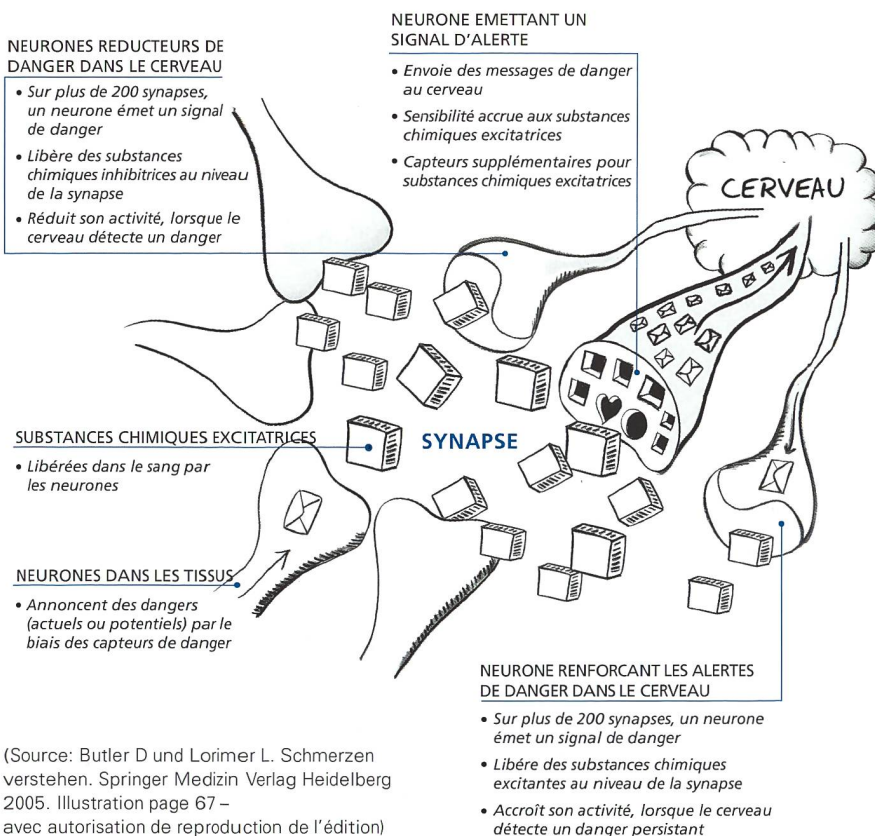 NEURONES REDUCTEURS DE
DANGER DANS LE CERVEAU
• Sur plus de 200 synapses,
un neurone émet un signal
de danger
• Libère des substances
chimiques inhibitrices au niveau
de la synapse
• Réduit son activité, lorsque le
cerveau détecte un danger
NEURONE EMETTANT UN
SIGNAL D'ALERTE
• Envoie des messages de danger
au cerveau
• Sensibilité accrue aux substances
chimiques excitatrices
• Capteurs supplémentaires pour
substances chimiques excitatrices
CERVEAU
SYNAPSE
SUBSTANCES CHIMIQUES EXCITATRICES
• Libérées dans le sang par
les neurones
NEURONES DANS LES TISSUS
• Annoncent des dangers
(actuels ou potentiels) par le
biais des capteurs de danger
NEURONE RENFORCANT LES ALERTES
DE DANGER DANS LE CERVEAU
• Sur plus de 200 synapses, un neurone
émet un signal de danger
• Libére des substances chimiques
excitantes au niveau de la synapse
• Accroît son activité, lorsque le cerveau
détecte un danger persistant
(Source: Butler D und Lorimer L. Schmerzen
verstehen. Springer Medizin Verlag Heidelberg
2005. Illustration page 67 –
avec autorisation de reproduction de l'édition)